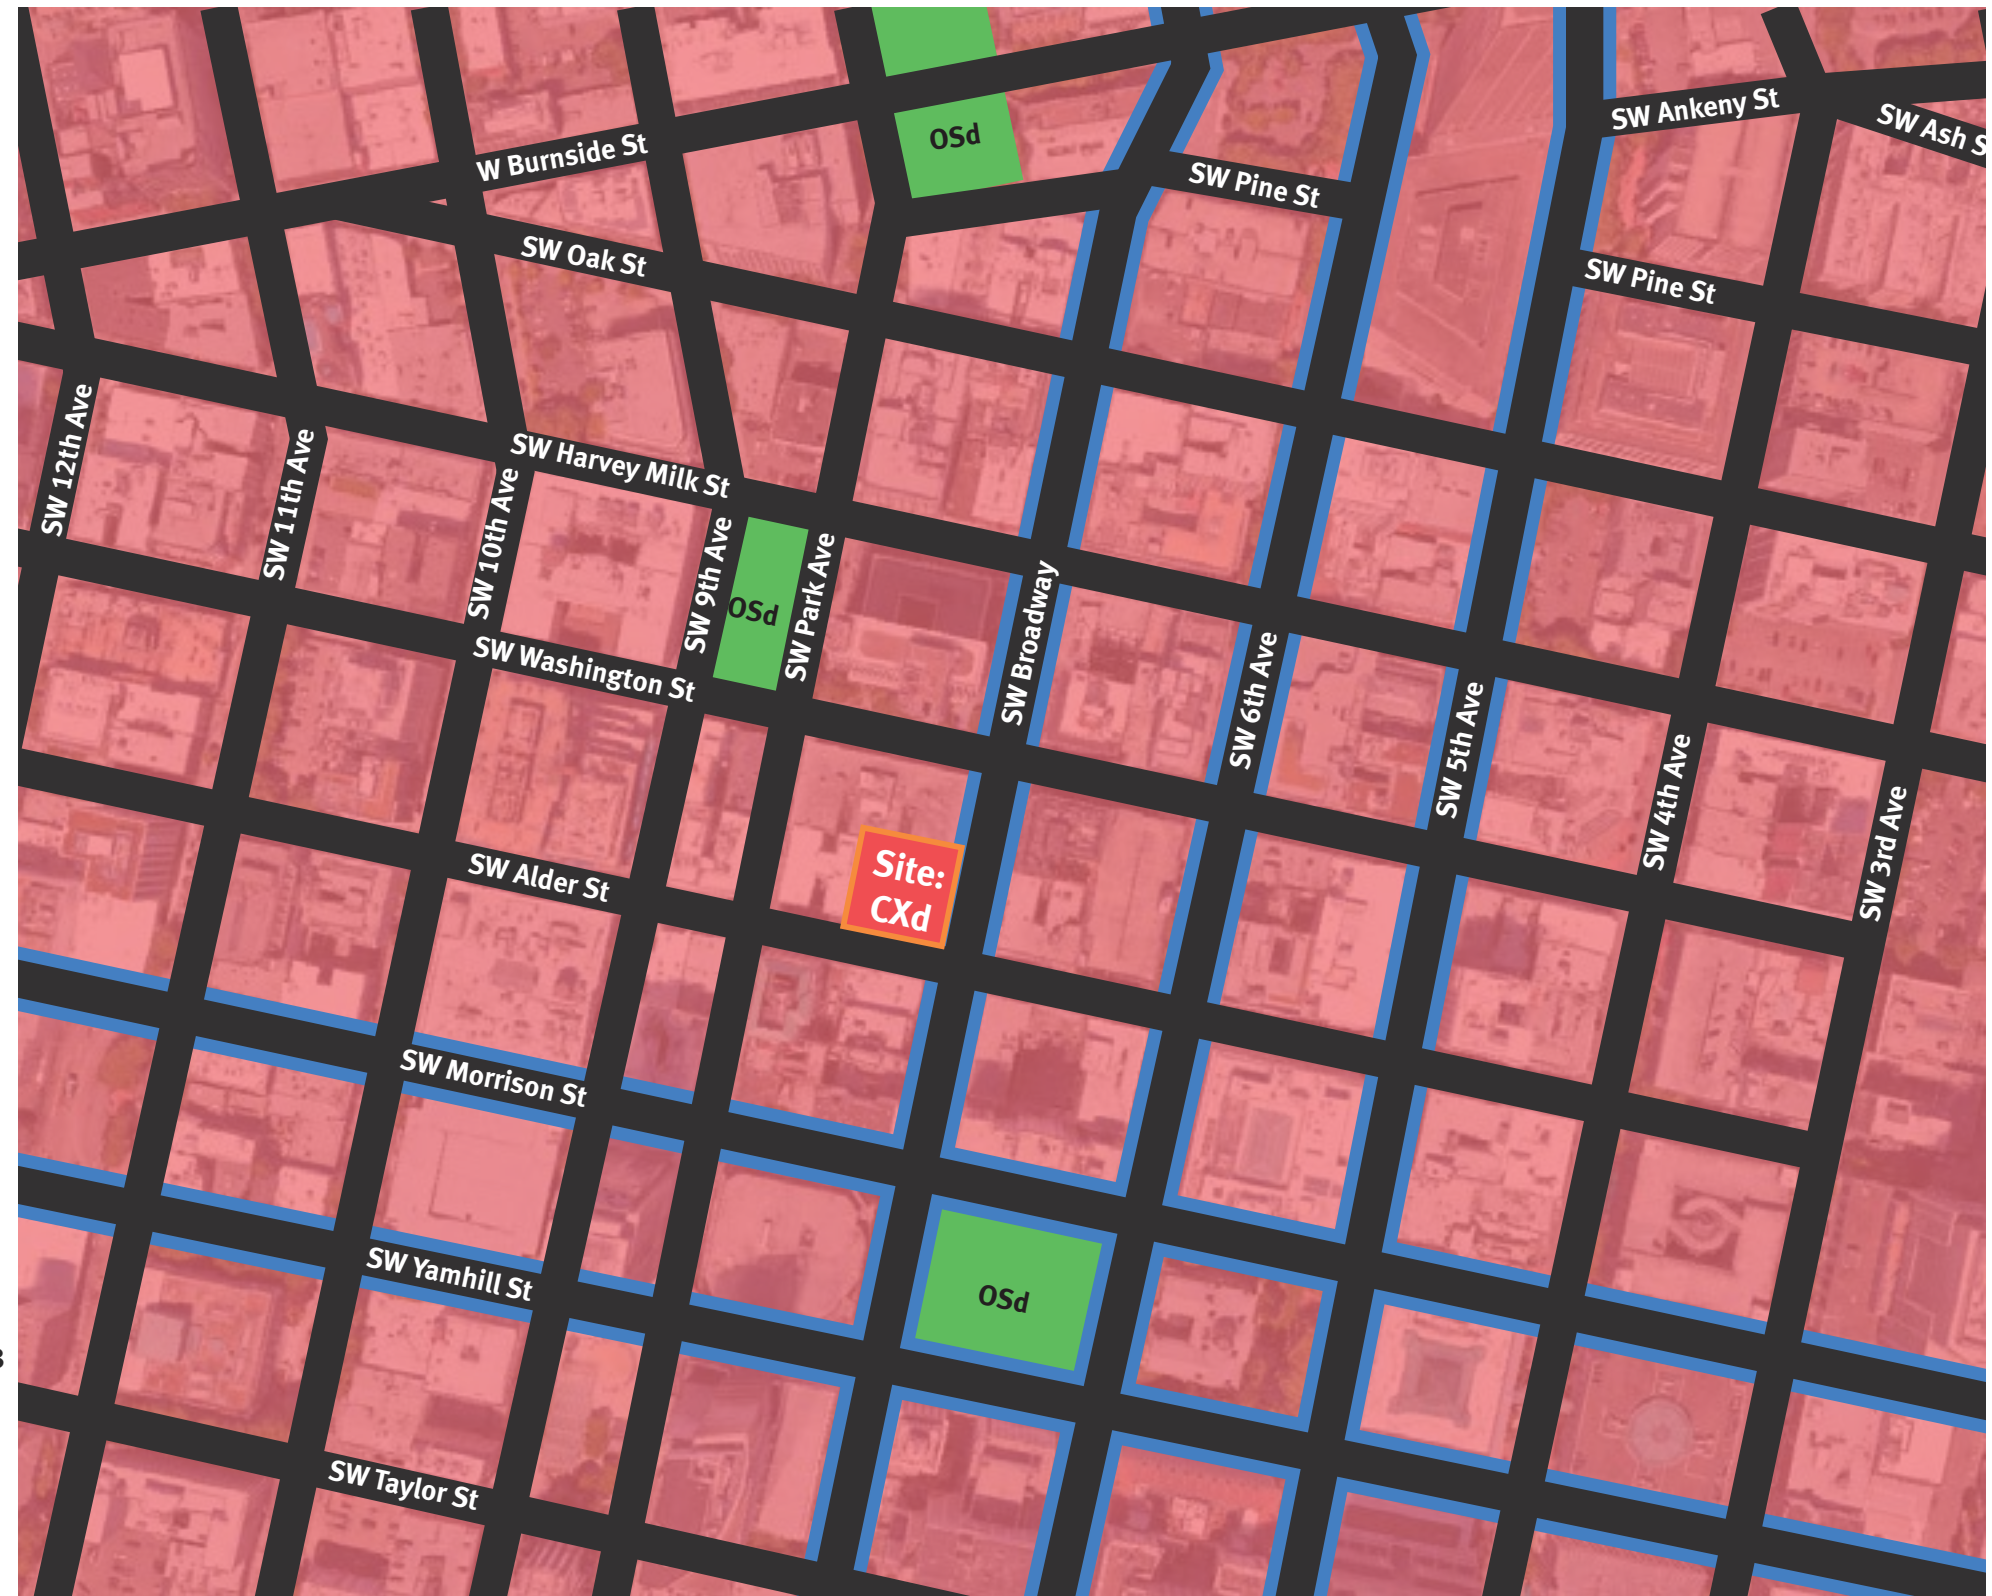 SW Ankeny St
SW Ash S
OSd
W Burnside St
SW Pine St
SW Oak St
SW Pine St
SW 12th Ave
SW 11th Ave
SW Harvey Milk St
SW 10th Ave
SW 9th Ave
OSd
SW Park Ave
SW Broadway
SW Washington St
SW 6th Ave
SW 5th Ave
SW 4th Ave
SW 3rd Ave
SW Alder St
Site:
CXd
SW Morrison St
SW Yamhill St
OSd
SW Taylor St